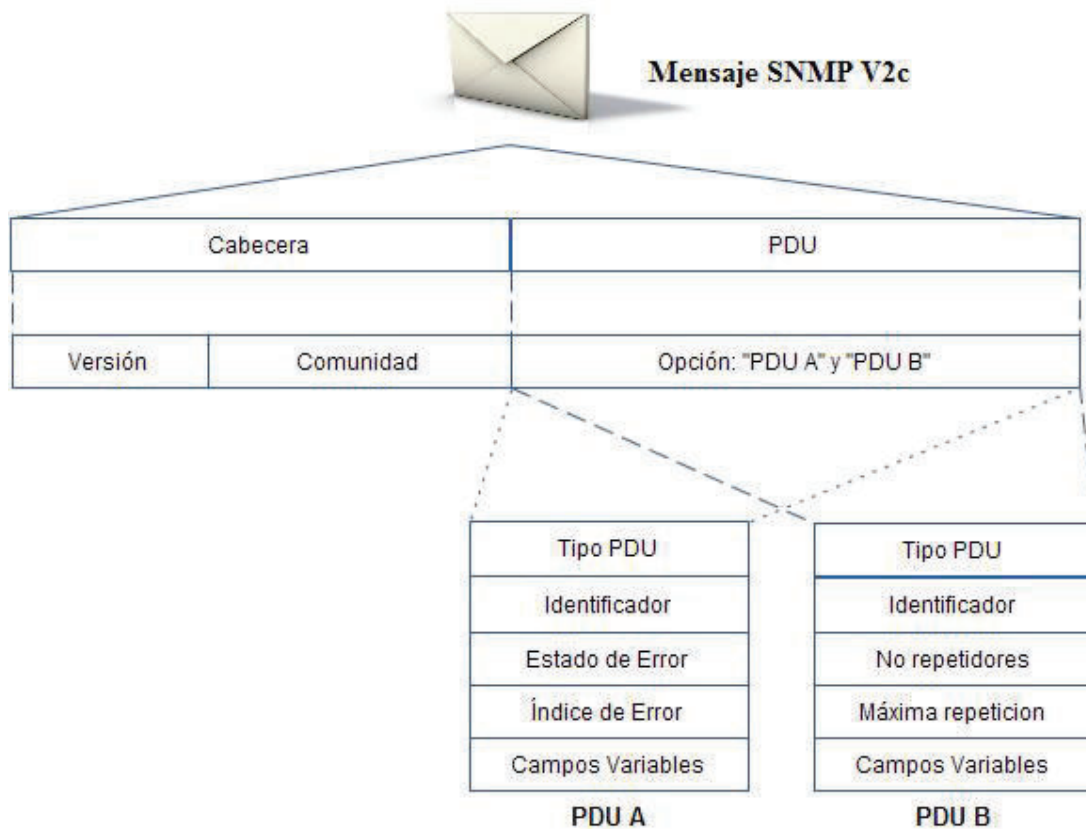 Mensaje SNMP V2c
Cabecera
PDU
Versión
Comunidad
Opción: "PDU A" y "PDU B"
Tipo PDU
Identificador
Estado de Error
Índice de Error
Campos Variables
PDU A
Tipo PDU
Identificador
No repetidores
Máxima repeticion
Campos Variables
PDU B